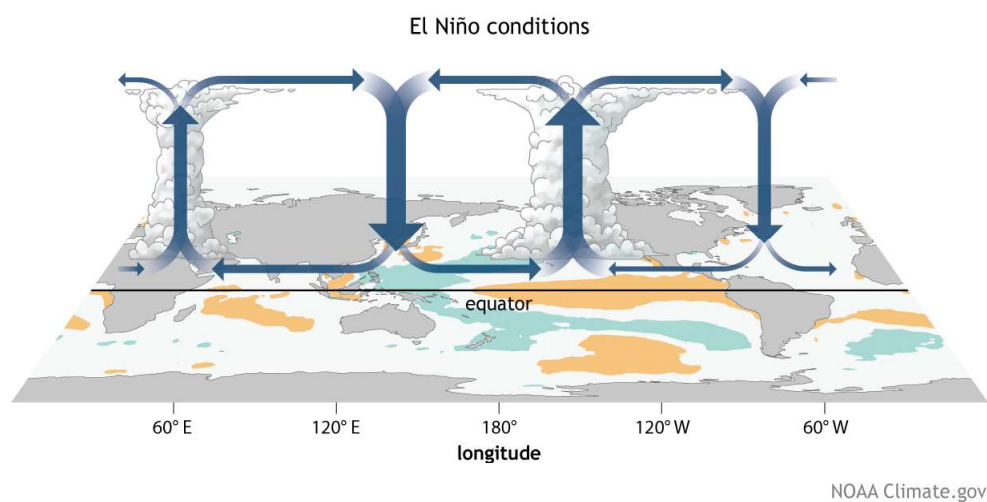 El Niño conditions
equator
60° E 120° E 180° 120° W 60° W
longitude
NOAA Climate.gov